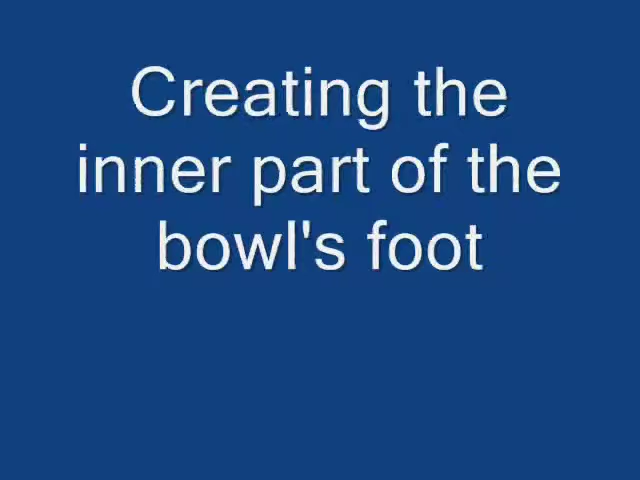 Creating the
inner part of the
bowl's foot